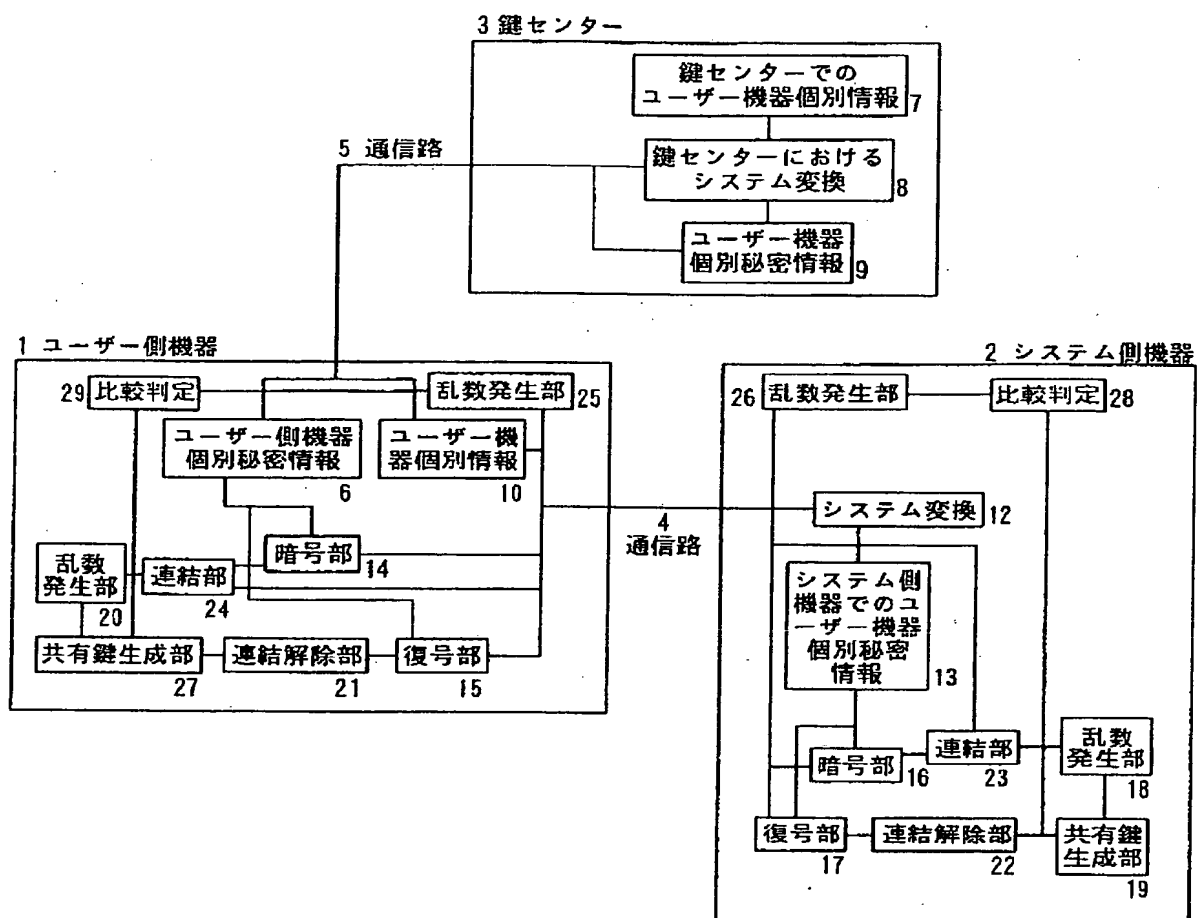 3 鍵センター
鍵センターでの
ユーザー機器個別情報
7
5 通信路
鍵センターにおける
システム変換
8
ユーザー機器
個別秘密情報
9
1 ユーザー側機器
29 比較判定
乱数発生部 25
ユーザー側機器
個別秘密情報
6
ユーザー機
器個別情報
10
暗号部
14
乱数
発生部
20
連結部
24
共有鍵生成部
27
連結解除部
21
復号部
15
4
通信路
2 システム側機器
26 乱数発生部
比較判定 28
システム変換 12
システム側
機器でのユ
ーザー機器
個別秘密
情報
13
暗号部 16
連結部
23
乱数
発生部
18
復号部
17
連結解除部
22
共有鍵
生成部
19